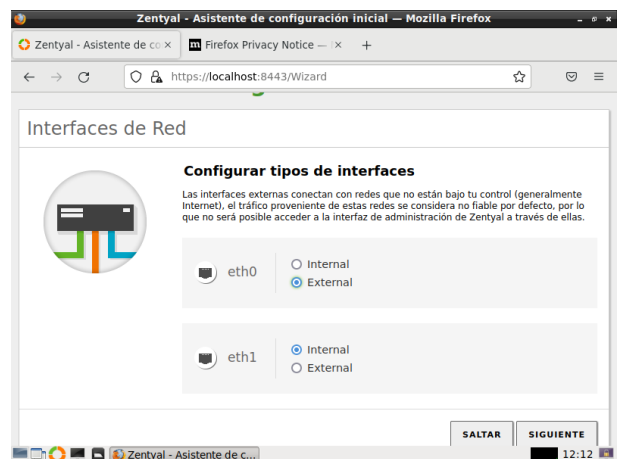 Zentyal - Asistente de configuración inicial — Mozilla Firefox
Zentyal - Asistente de co
Firefox Privacy Notice —
https://localhost:8443/Wizard
Interfaces de Red
Configurar tipos de interfaces
Las interfaces externas conectan con redes que no están bajo tu control (generalmente
Internet), el tráfico proveniente de estas redes se considera no fiable por defecto, por lo
que no será posible acceder a la interfaz de administración de Zentyal a través de ellas.
eth0
Internal
External
eth1
Internal
External
SALTAR
SIGUIENTE
Zentyal - Asistente de c...
12:12